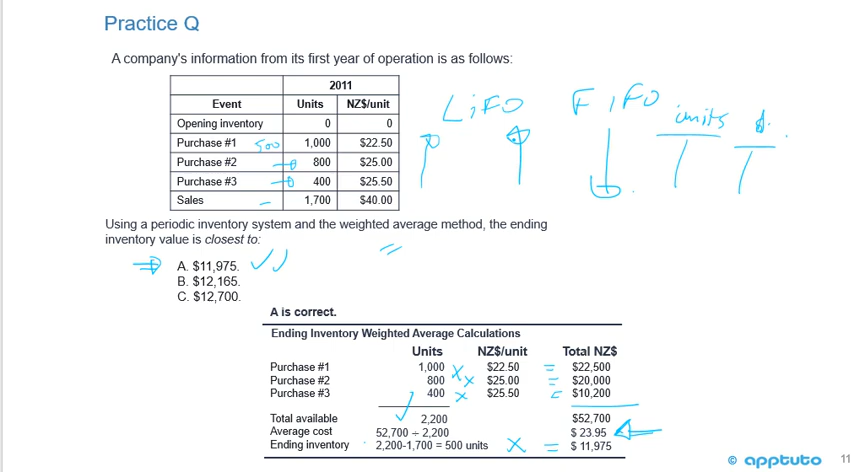 Practice Q
A company's information from its first year of operation is as follows:
2011
Event Units NZ$/unit
Opening inventory 0 0
Purchase #1 500 1,000 $22.50
Purchase #2 0 800 $25.00
Purchase #3 0 400 $25.50
Sales 1,700 $40.00
LiFO FIFO units $
Using a periodic inventory system and the weighted average method, the ending
inventory value is closest to:
A. $11,975.
B. $12,165.
C. $12,700.
A is correct.
Ending Inventory Weighted Average Calculations
Units NZ$/unit Total NZ$
Purchase #1 1,000 x $22.50 = $22,500
Purchase #2 800 x $25.00 = $20,000
Purchase #3 400 x $25.50 = $10,200
Total available 2,200 $52,700
Average cost 52,700 ÷ 2,200 $ 23.95
Ending inventory 2,200-1,700 = 500 units x = $ 11,975
© apptuto 11